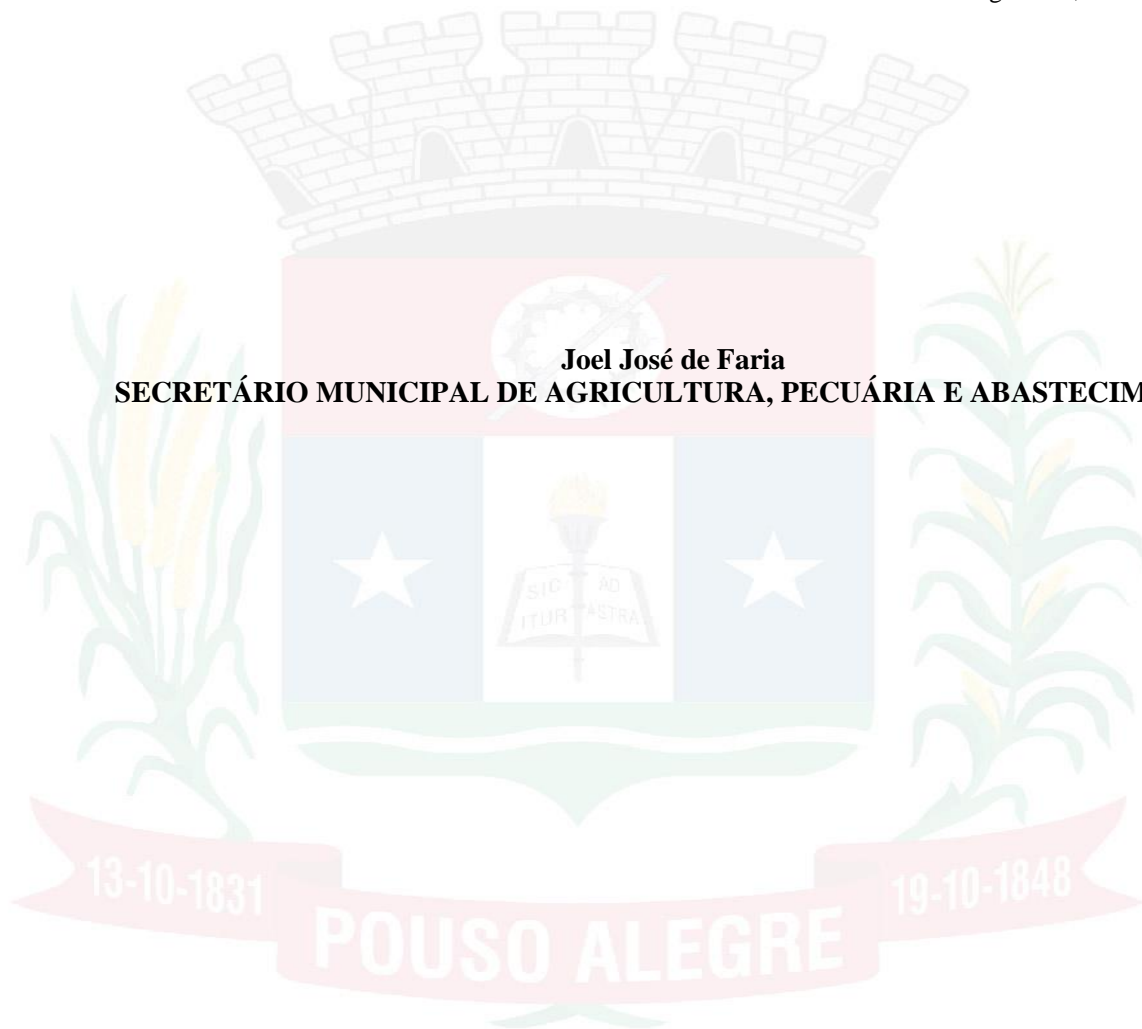 Joel José de Faria
SECRETÁRIO MUNICIPAL DE AGRICULTURA, PECUÁRIA E ABASTECIM
SIC AD
ITUR ASTRA
13-10-1831
19-10-1848
POUSO ALEGRE